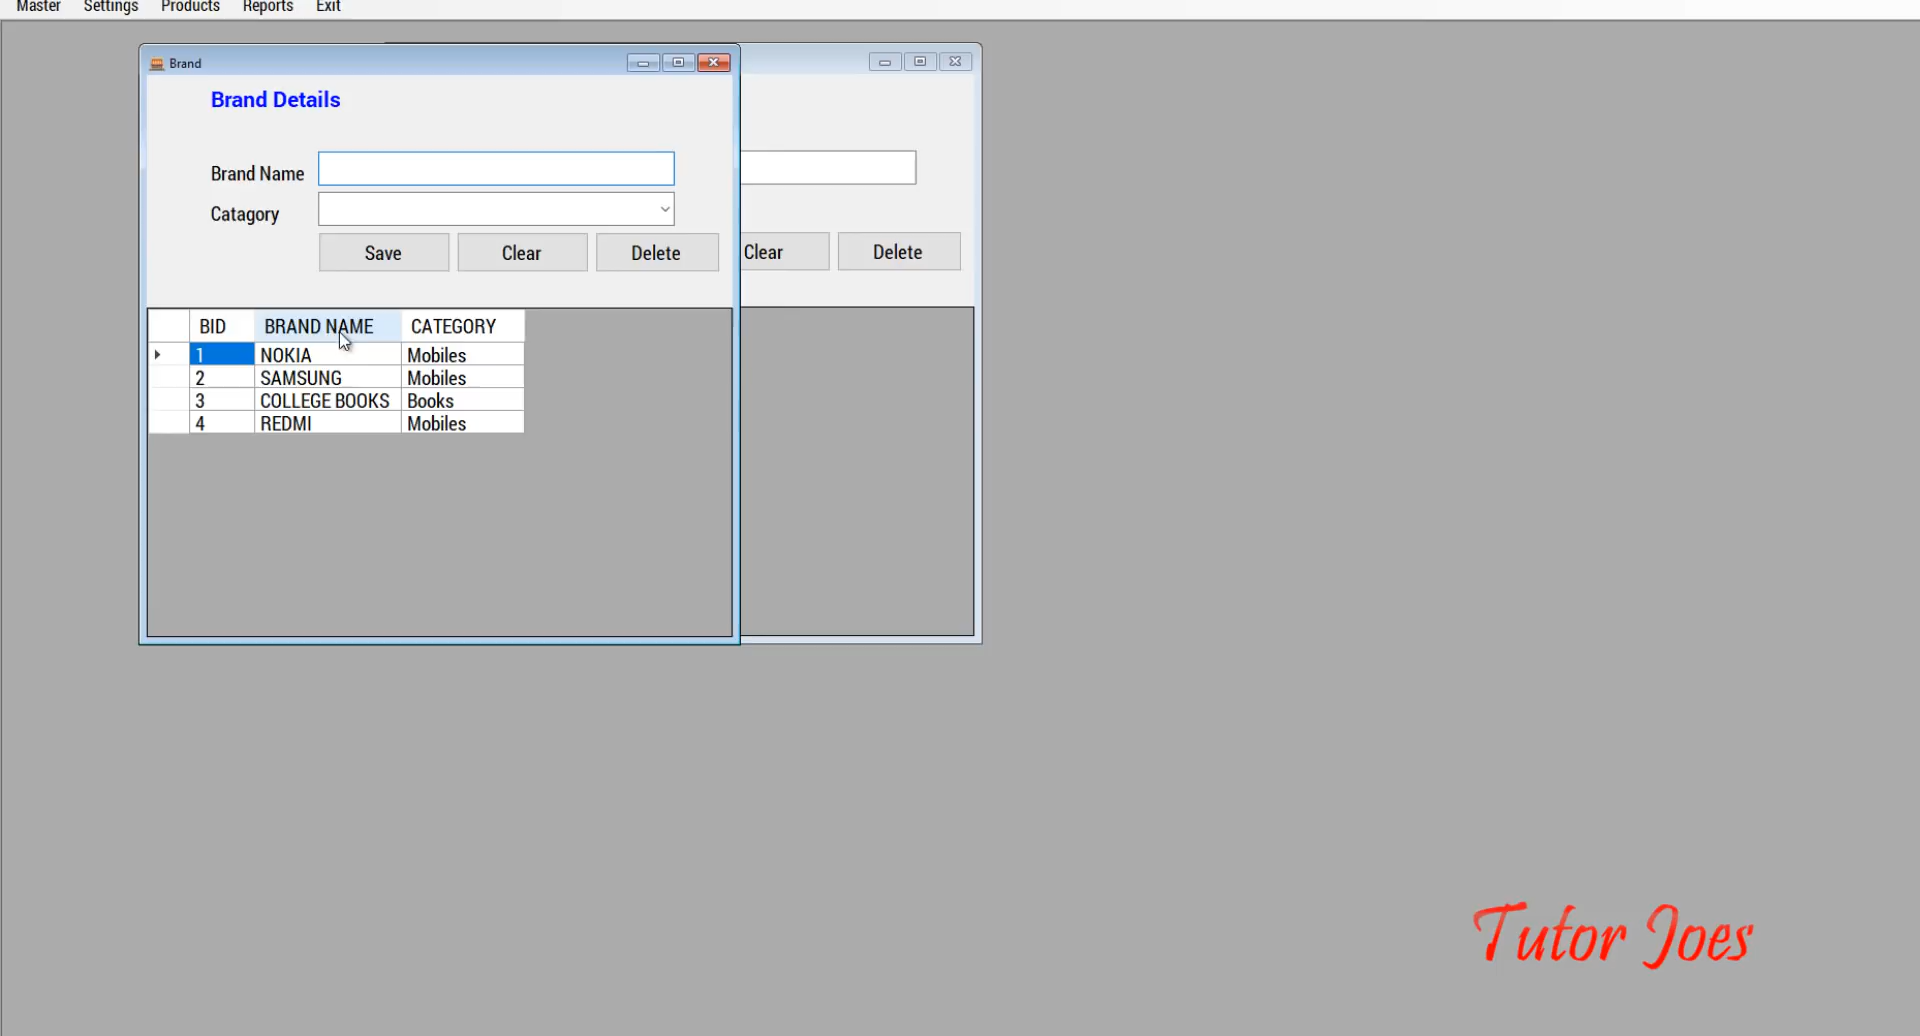 Master Settings Products Reports Exit
Brand
Brand Details
Brand Name
Catagory
Save Clear Delete
Clear Delete
BID BRAND NAME CATEGORY
1 NOKIA Mobiles
2 SAMSUNG Mobiles
3 COLLEGE BOOKS Books
4 REDMI Mobiles
Tutor Joes